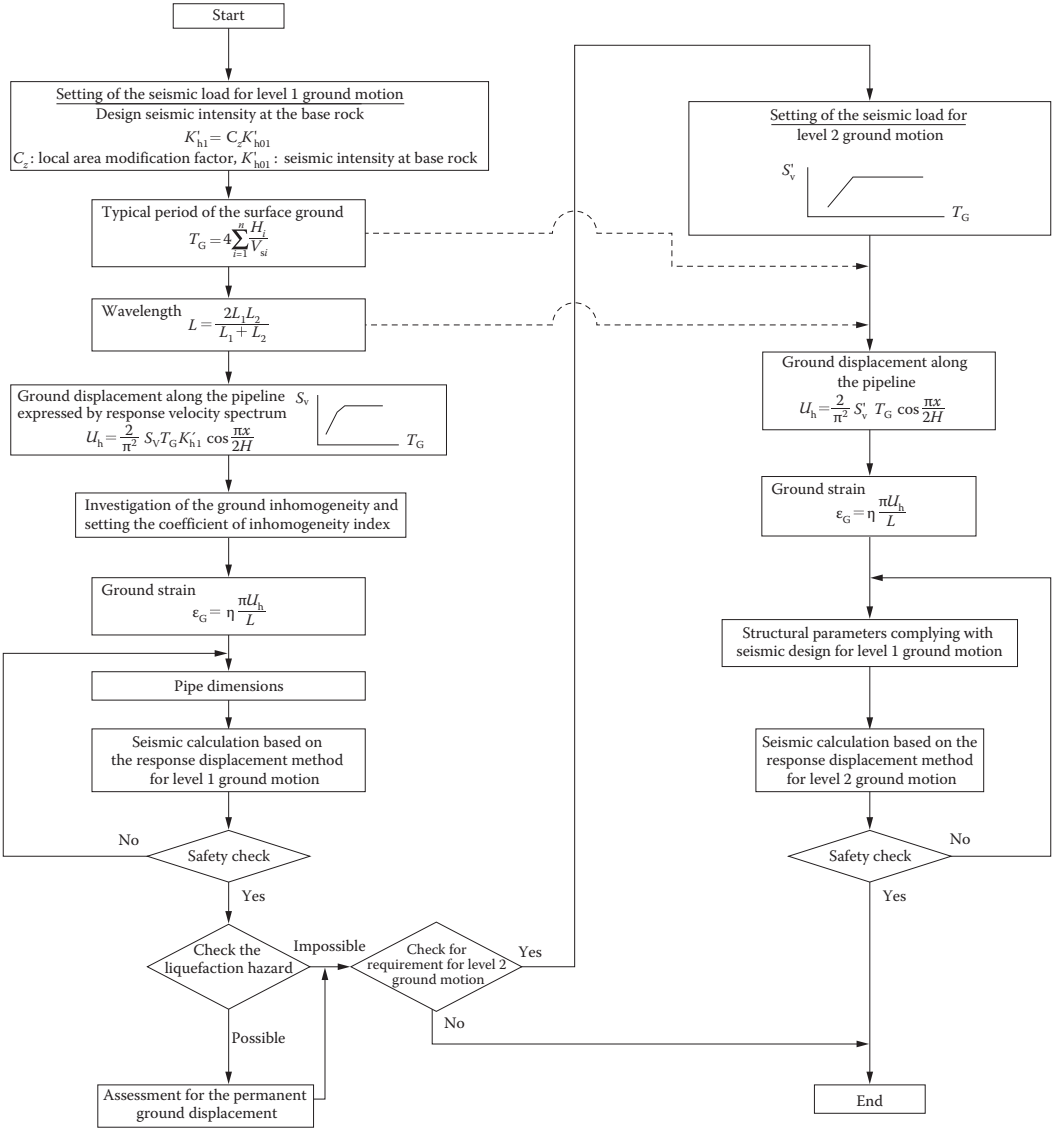 Start
Setting of the seismic load for level 1 ground motion
Design seismic intensity at the base rock
K'h1 = CzK'h01
Cz: local area modification factor, K'h01: seismic intensity at base rock
Typical period of the surface ground
TG = 4∑(i=1 to n) Hi/Vsi
Wavelength L = 2L1L2/(L1 + L2)
Ground displacement along the pipeline
expressed by response velocity spectrum
Uh = 2/π² SVTGK'h1 cos πx/2H
Sv
TG
Investigation of the ground inhomogeneity and
setting the coefficient of inhomogeneity index
Ground strain
εG = η πUh/L
Pipe dimensions
Seismic calculation based on
the response displacement method
for level 1 ground motion
No
Safety check
Yes
Check the
liquefaction hazard
Impossible
Possible
Assessment for the permanent
ground displacement
Check for
requirement for level 2
ground motion
Yes
No
Setting of the seismic load for
level 2 ground motion
S'v
TG
Ground displacement along
the pipeline
Uh = 2/π² S'v TG cos πx/2H
Ground strain
εG = η πUh/L
Structural parameters complying with
seismic design for level 1 ground motion
Seismic calculation based on the
response displacement method
for level 2 ground motion
Safety check
No
Yes
End